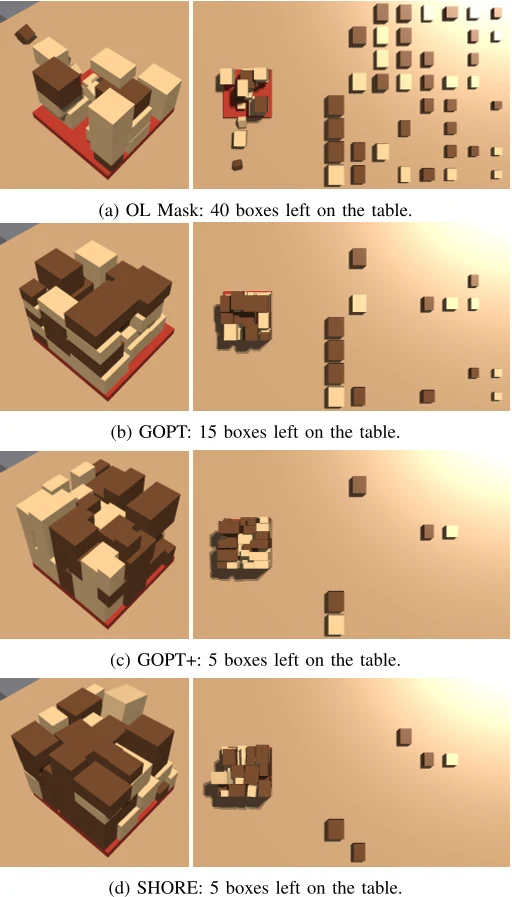 (a) OL Mask: 40 boxes left on the table.
(b) GOPT: 15 boxes left on the table.
(c) GOPT+: 5 boxes left on the table.
(d) SHORE: 5 boxes left on the table.